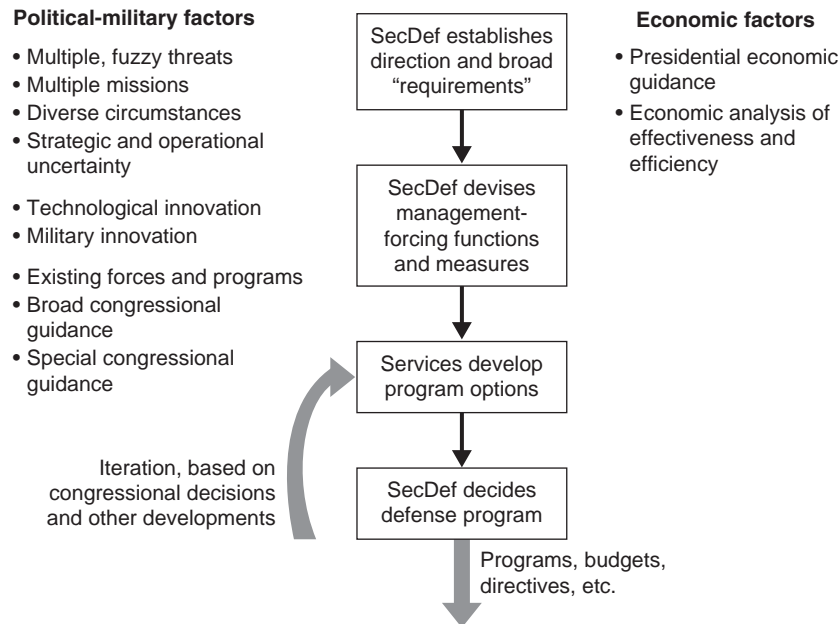 Political-military factors
• Multiple, fuzzy threats
• Multiple missions
• Diverse circumstances
• Strategic and operational
uncertainty
• Technological innovation
• Military innovation
• Existing forces and programs
• Broad congressional
guidance
• Special congressional
guidance
SecDef establishes
direction and broad
“requirements”
SecDef devises
management-
forcing functions
and measures
Services develop
program options
SecDef decides
defense program
Iteration, based on
congressional decisions
and other developments
Programs, budgets,
directives, etc.
Economic factors
• Presidential economic
guidance
• Economic analysis of
effectiveness and
efficiency